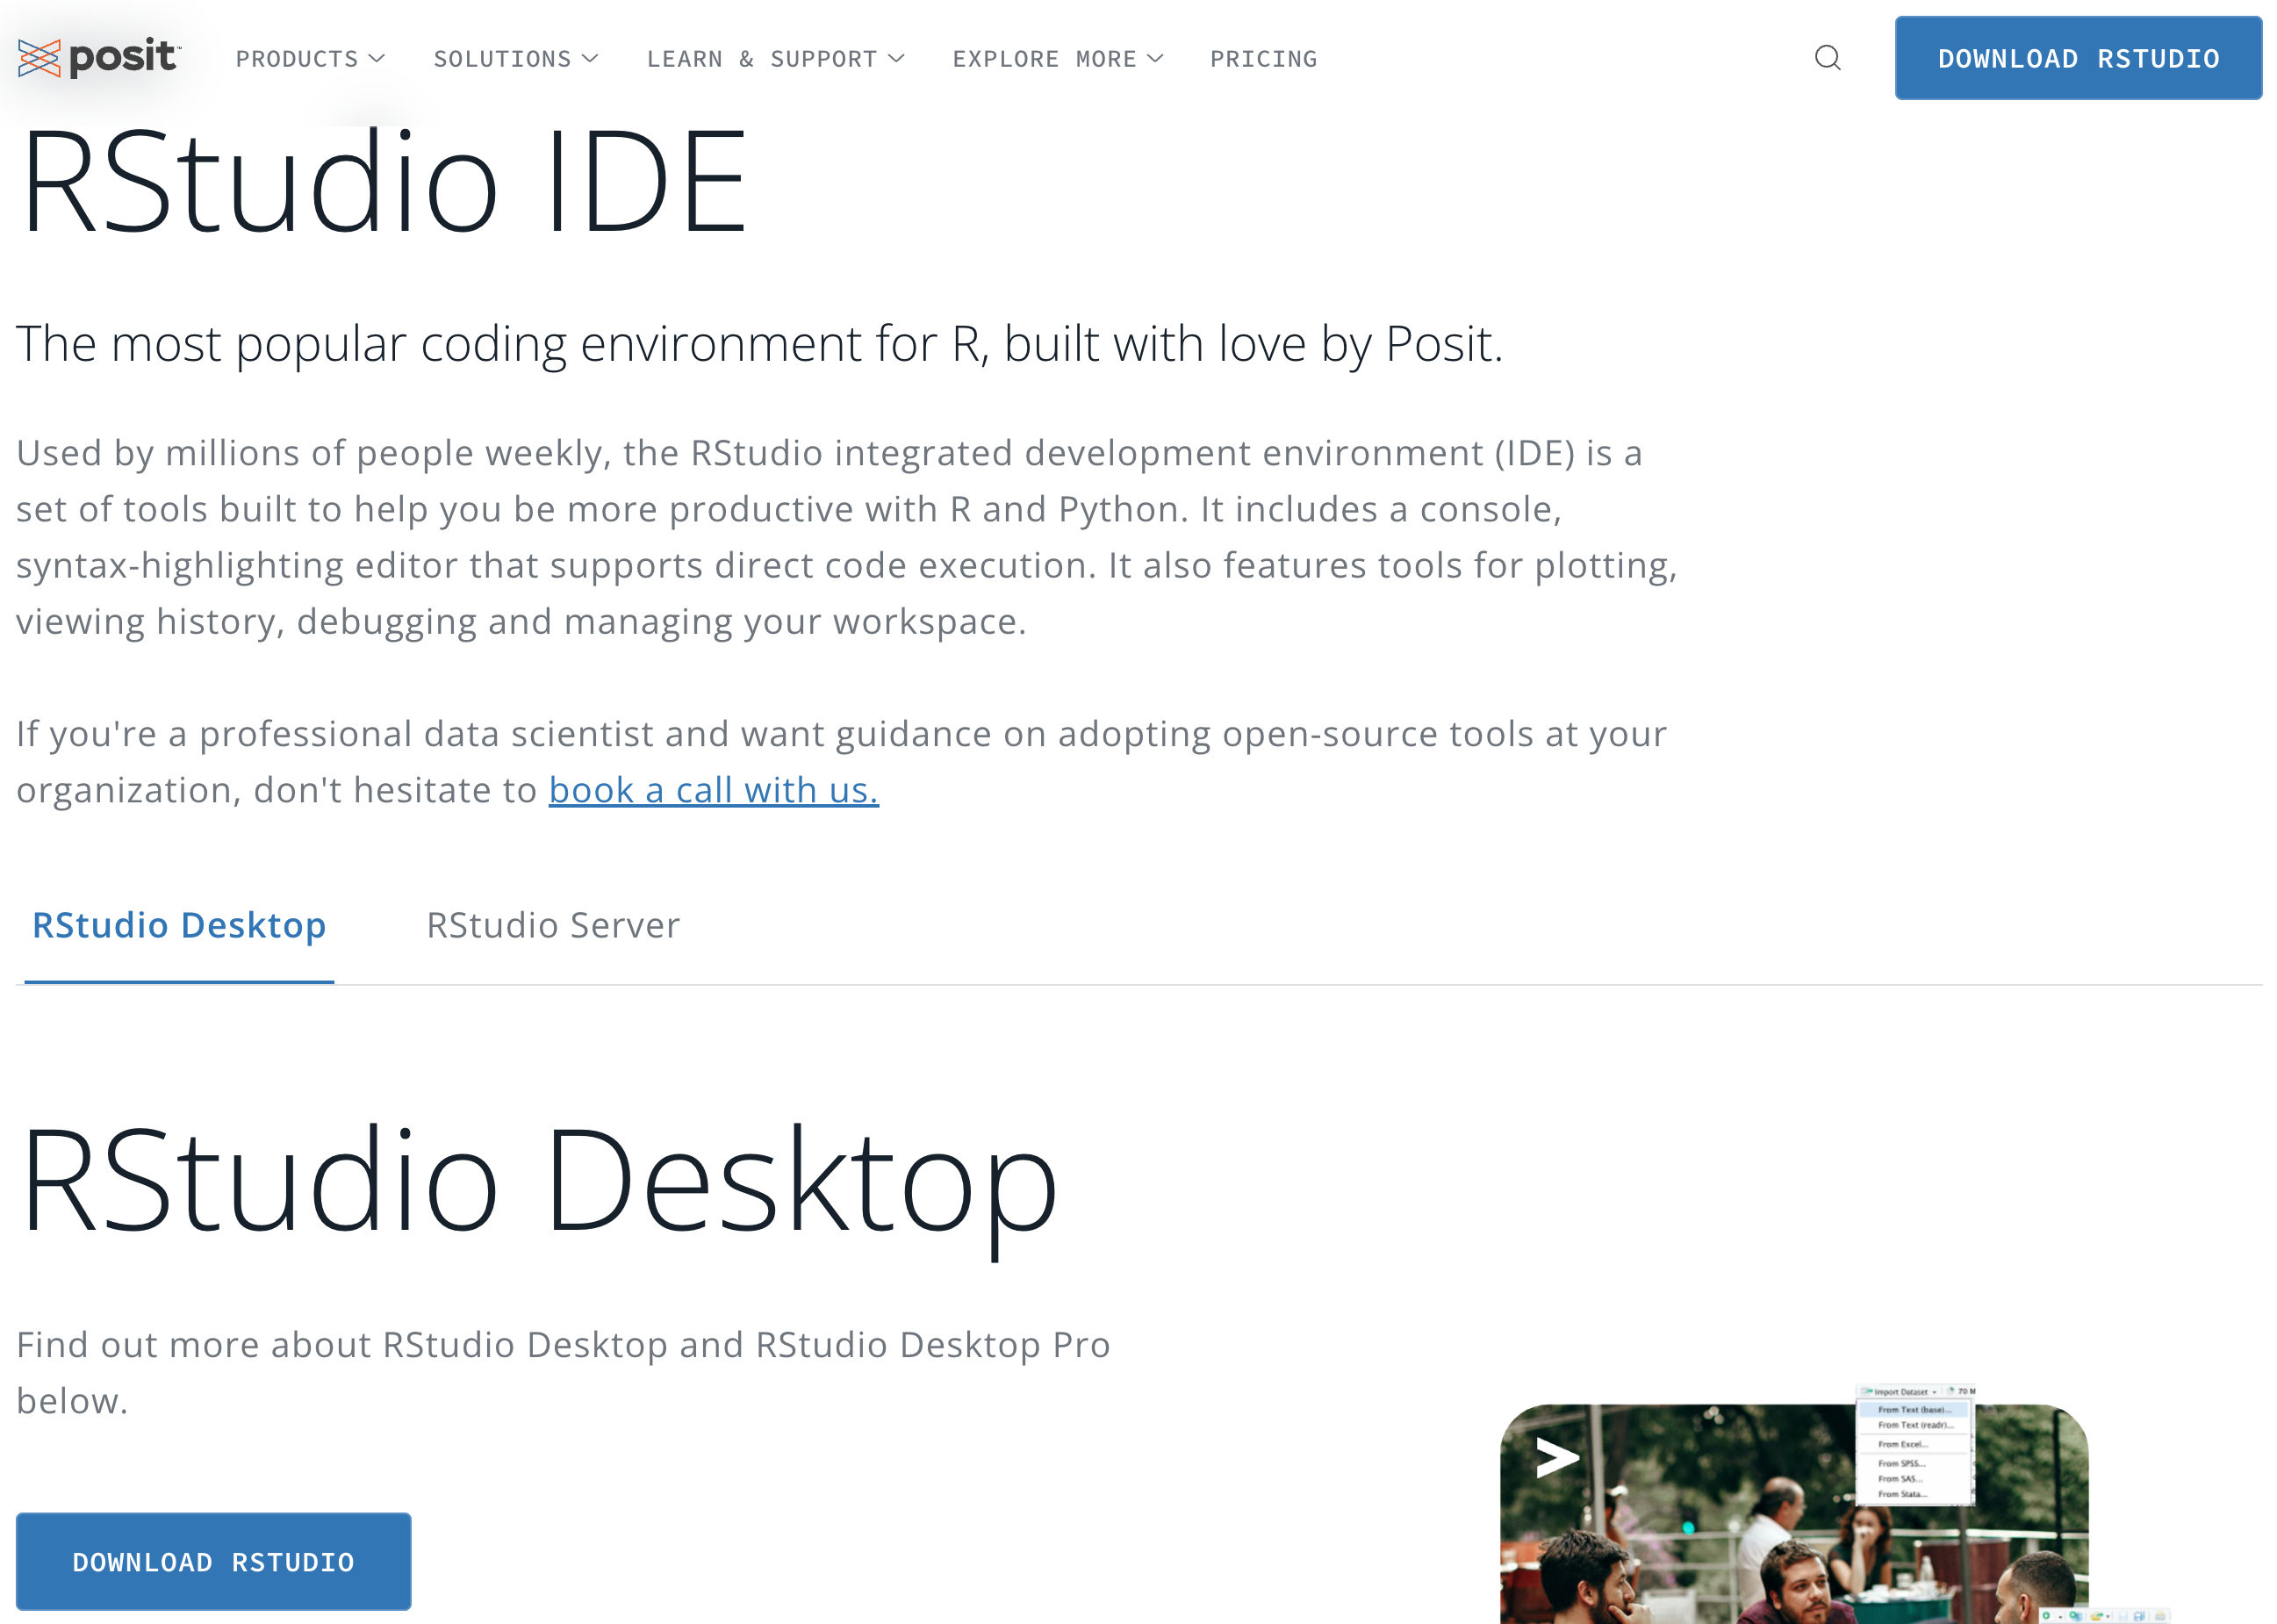 posit™
PRODUCTS
SOLUTIONS
LEARN & SUPPORT
EXPLORE MORE
PRICING
DOWNLOAD RSTUDIO
RStudio IDE
The most popular coding environment for R, built with love by Posit.
Used by millions of people weekly, the RStudio integrated development environment (IDE) is a
set of tools built to help you be more productive with R and Python. It includes a console,
syntax-highlighting editor that supports direct code execution. It also features tools for plotting,
viewing history, debugging and managing your workspace.
If you're a professional data scientist and want guidance on adopting open-source tools at your
organization, don't hesitate to book a call with us.
RStudio Desktop
RStudio Server
RStudio Desktop
Find out more about RStudio Desktop and RStudio Desktop Pro
below.
DOWNLOAD RSTUDIO
>
Import Dataset
70 M
From Text (base)...
From Text (readr)...
From Excel...
From SPSS...
From SAS...
From Stata...